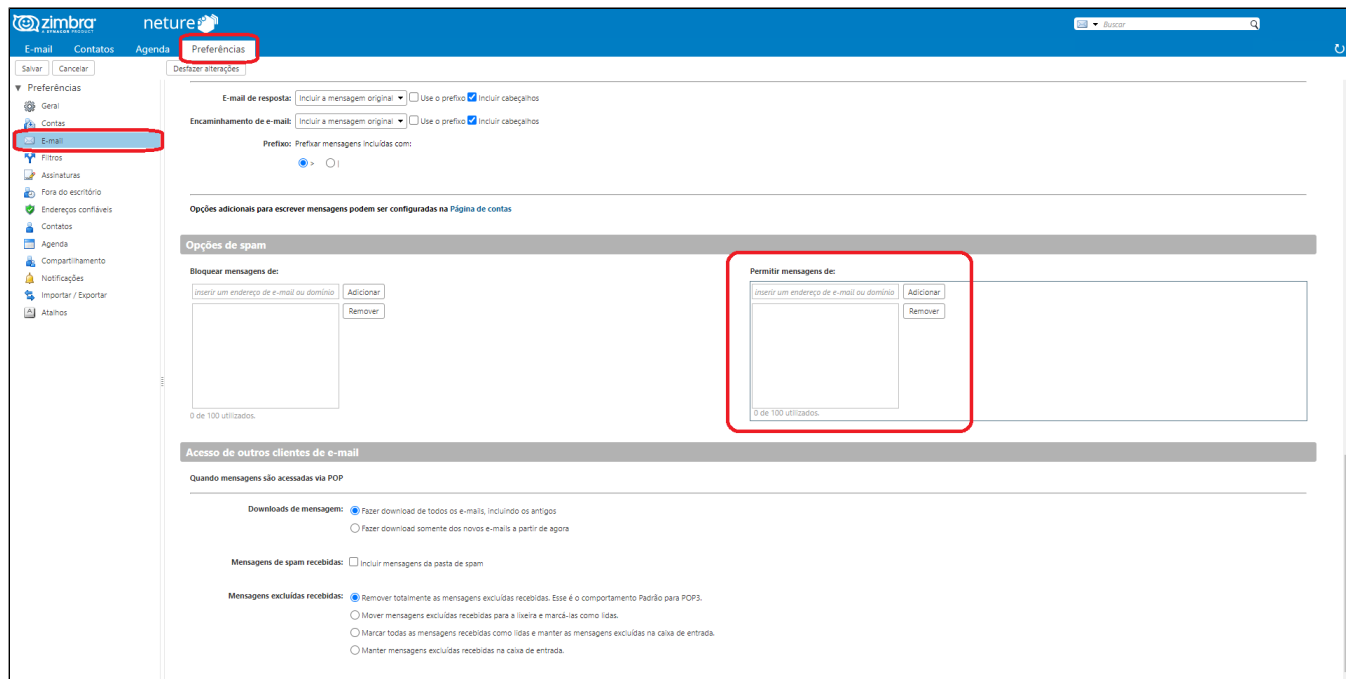 zimbra
A SYNACOR PRODUCT
neture
Buscar
E-mail Contatos Agenda Preferências
Salvar Cancelar Desfazer alterações
Preferências
Geral
Contas
E-mail
Filtros
Assinaturas
Fora do escritório
Endereços confiáveis
Contatos
Agenda
Compartilhamento
Notificações
Importar / Exportar
Atalhos
E-mail de resposta: Incluir a mensagem original Use o prefixo Incluir cabeçalhos
Encaminhamento de e-mail: Incluir a mensagem original Use o prefixo Incluir cabeçalhos
Prefixo: Prefixar mensagens incluídas com:
> |
Opções adicionais para escrever mensagens podem ser configuradas na Página de contas
Opções de spam
Bloquear mensagens de:
inserir um endereço de e-mail ou domínio Adicionar
Remover
0 de 100 utilizados.
Permitir mensagens de:
inserir um endereço de e-mail ou domínio Adicionar
Remover
0 de 100 utilizados.
Acesso de outros clientes de e-mail
Quando mensagens são acessadas via POP
Downloads de mensagem: Fazer download de todos os e-mails, incluindo os antigos
Fazer download somente dos novos e-mails a partir de agora
Mensagens de spam recebidas: Incluir mensagens da pasta de spam
Mensagens excluídas recebidas: Remover totalmente as mensagens excluídas recebidas. Esse é o comportamento Padrão para POP3.
Mover mensagens excluídas recebidas para a lixeira e marcá-las como lidas.
Marcar todas as mensagens recebidas como lidas e manter as mensagens excluídas na caixa de entrada.
Manter mensagens excluídas recebidas na caixa de entrada.